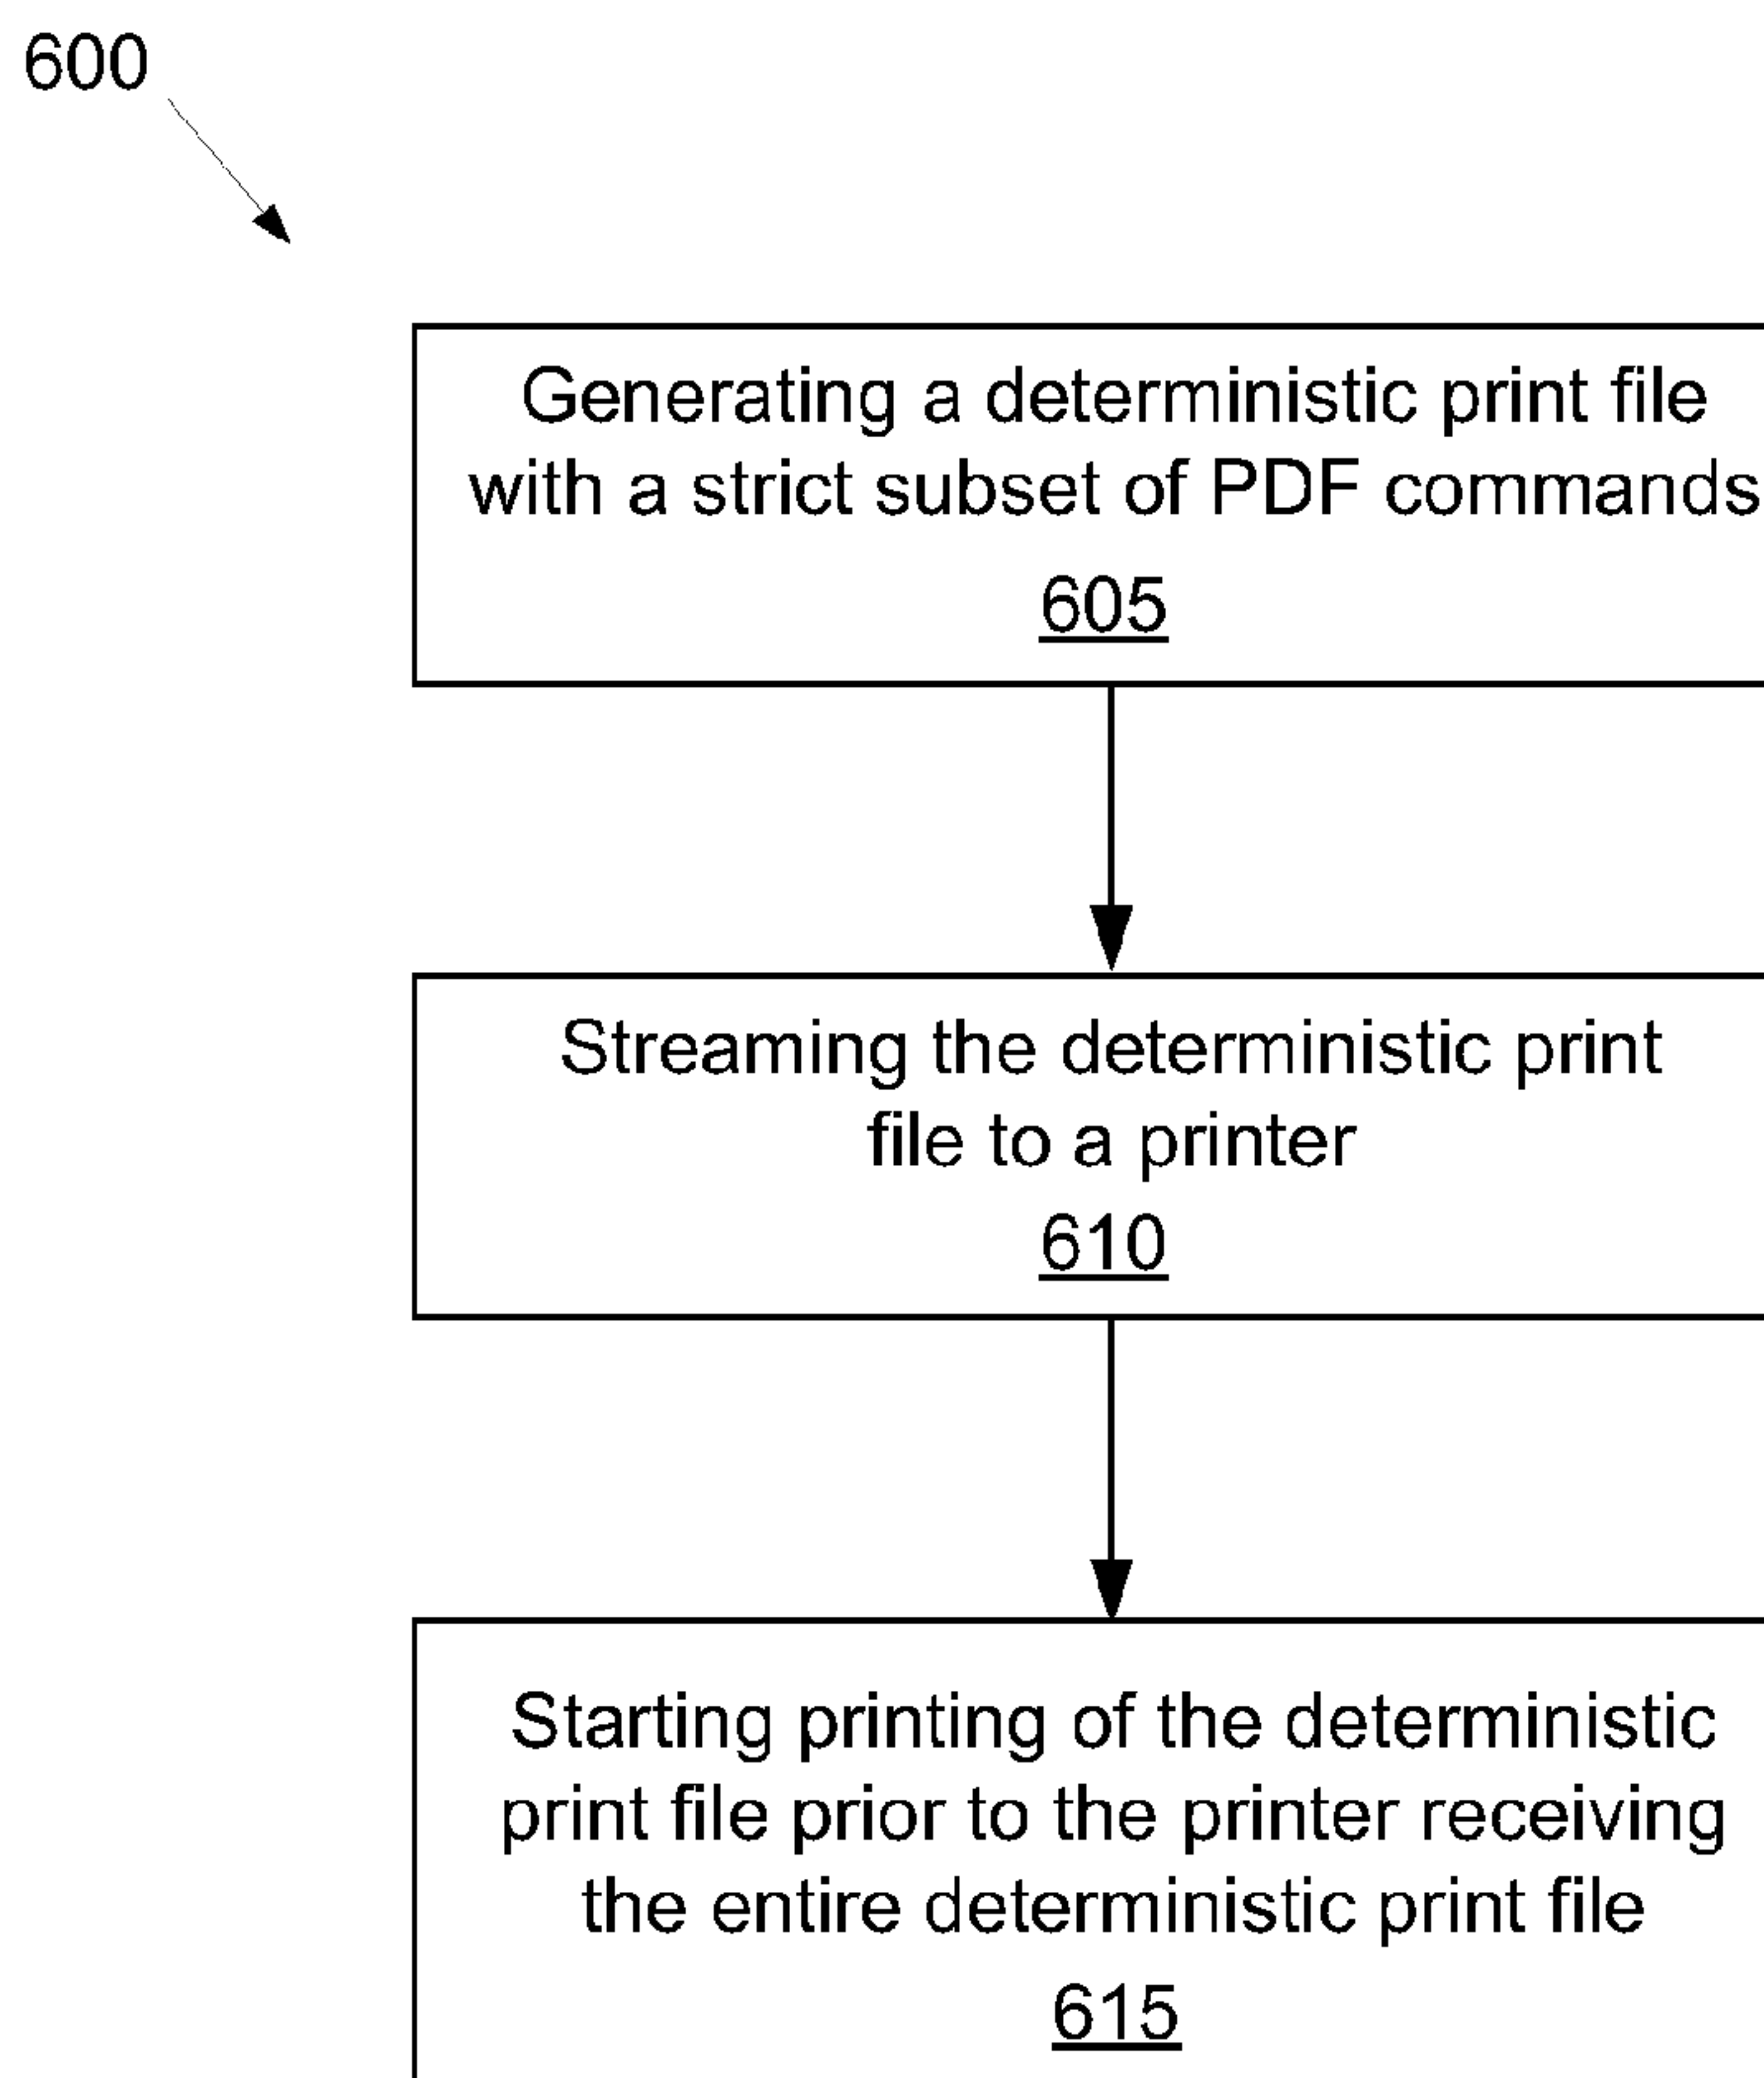 600
Generating a deterministic print file
with a strict subset of PDF commands
605
Streaming the deterministic print
file to a printer
610
Starting printing of the deterministic
print file prior to the printer receiving
the entire deterministic print file
615